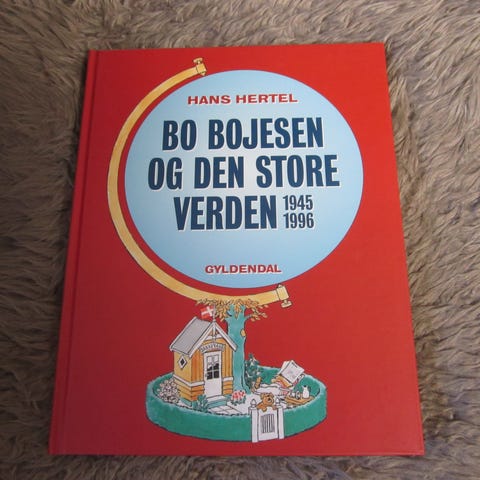 HANS HERTEL
BO BOJESEN
OG DEN STORE
VERDEN 1945
1996
GYLDENDAL